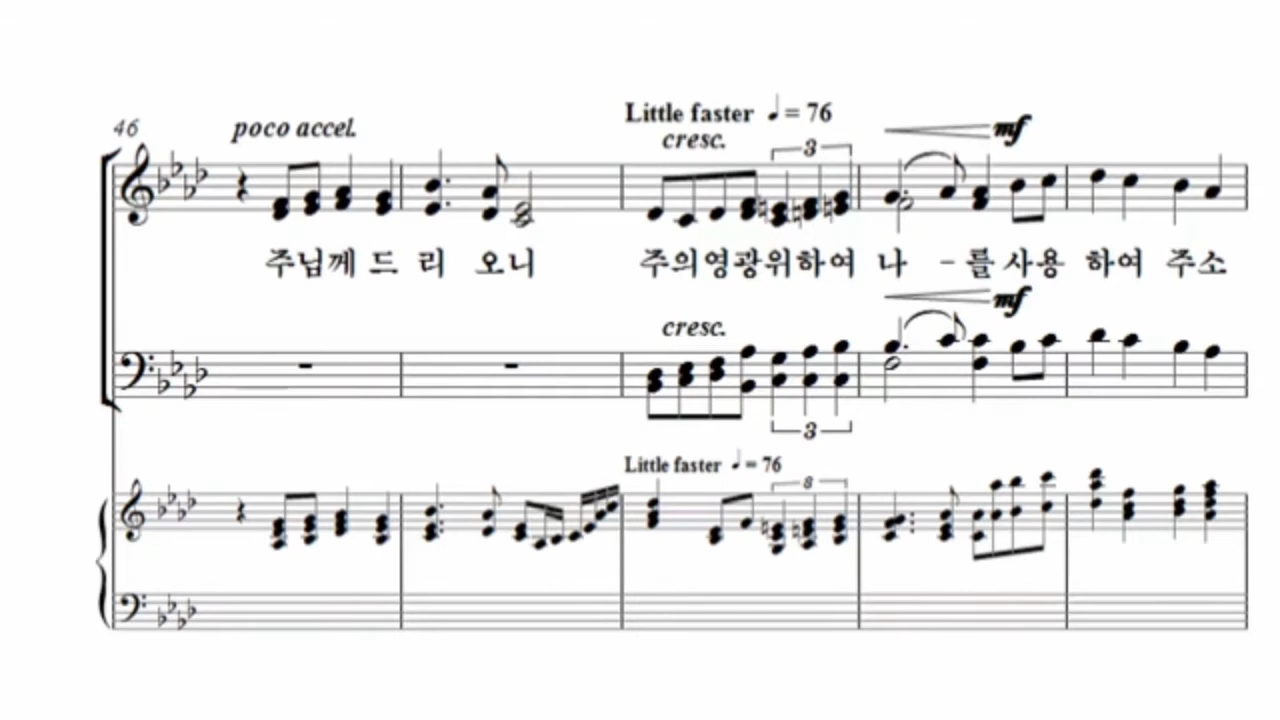 46
poco accel.
Little faster ♩= 76
cresc.
3
mf
주님께 드 리 오니 주의영광위하여 나 - 를 사용 하여 주소
mf
cresc.
3
Little faster ♩= 76